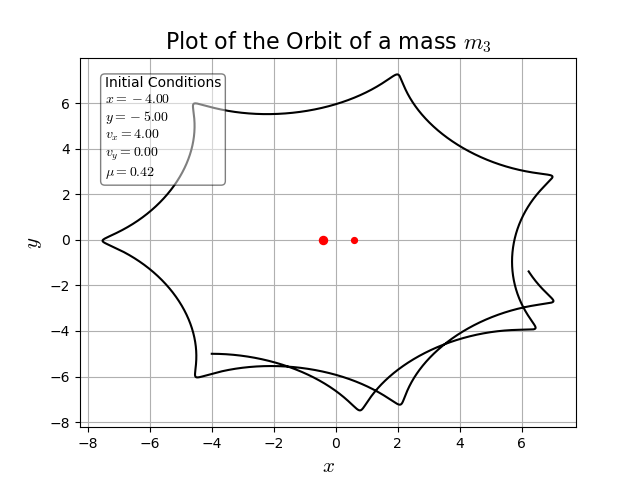 Plot of the Orbit of a mass m₃
Initial Conditions
x = −4.00
y = −5.00
vₓ = 4.00
v_y = 0.00
μ = 0.42
y
6
4
2
0
−2
−4
−6
−8
−8 −6 −4 −2 0 2 4 6
x